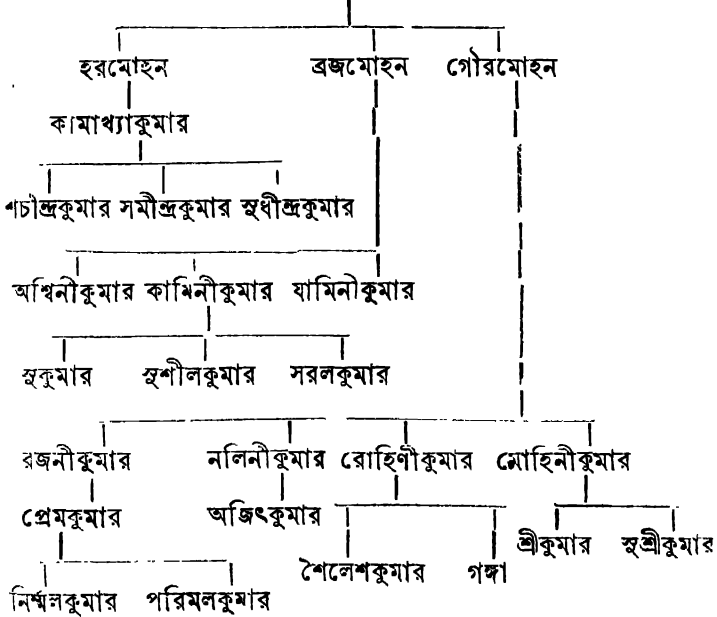 হরমোহন ব্রজমোহন গৌরমোহন
কামাখ্যাকুমার
শচীন্দ্রকুমার সমীন্দ্রকুমার সুধীন্দ্রকুমার
অশ্বিনীকুমার কামিনীকুমার যামিনীকুমার
সুকুমার সুশীলকুমার সরলকুমার
রজনীকুমার নলিনীকুমার রোহিণীকুমার মোহিনীকুমার
প্রেমকুমার অজিৎকুমার
শ্রীকুমার সুশ্রীকুমার
শৈলেশকুমার গঙ্গা
নির্ম্মলকুমার পরিমলকুমার